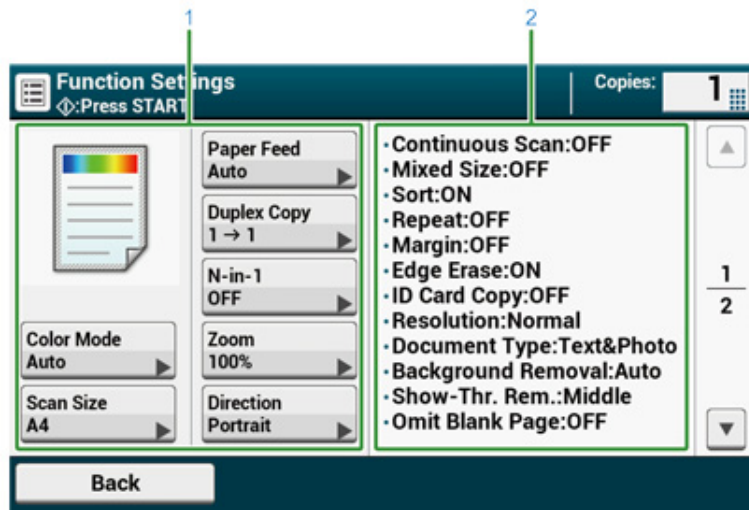 1
2
Function Settings
:Press START
Copies:
1
Paper Feed
Auto
Duplex Copy
1 → 1
N-in-1
OFF
Color Mode
Auto
Zoom
100%
Scan Size
A4
Direction
Portrait
·Continuous Scan:OFF
·Mixed Size:OFF
·Sort:ON
·Repeat:OFF
·Margin:OFF
·Edge Erase:ON
·ID Card Copy:OFF
·Resolution:Normal
·Document Type:Text&Photo
·Background Removal:Auto
·Show-Thr. Rem.:Middle
·Omit Blank Page:OFF
1
2
Back